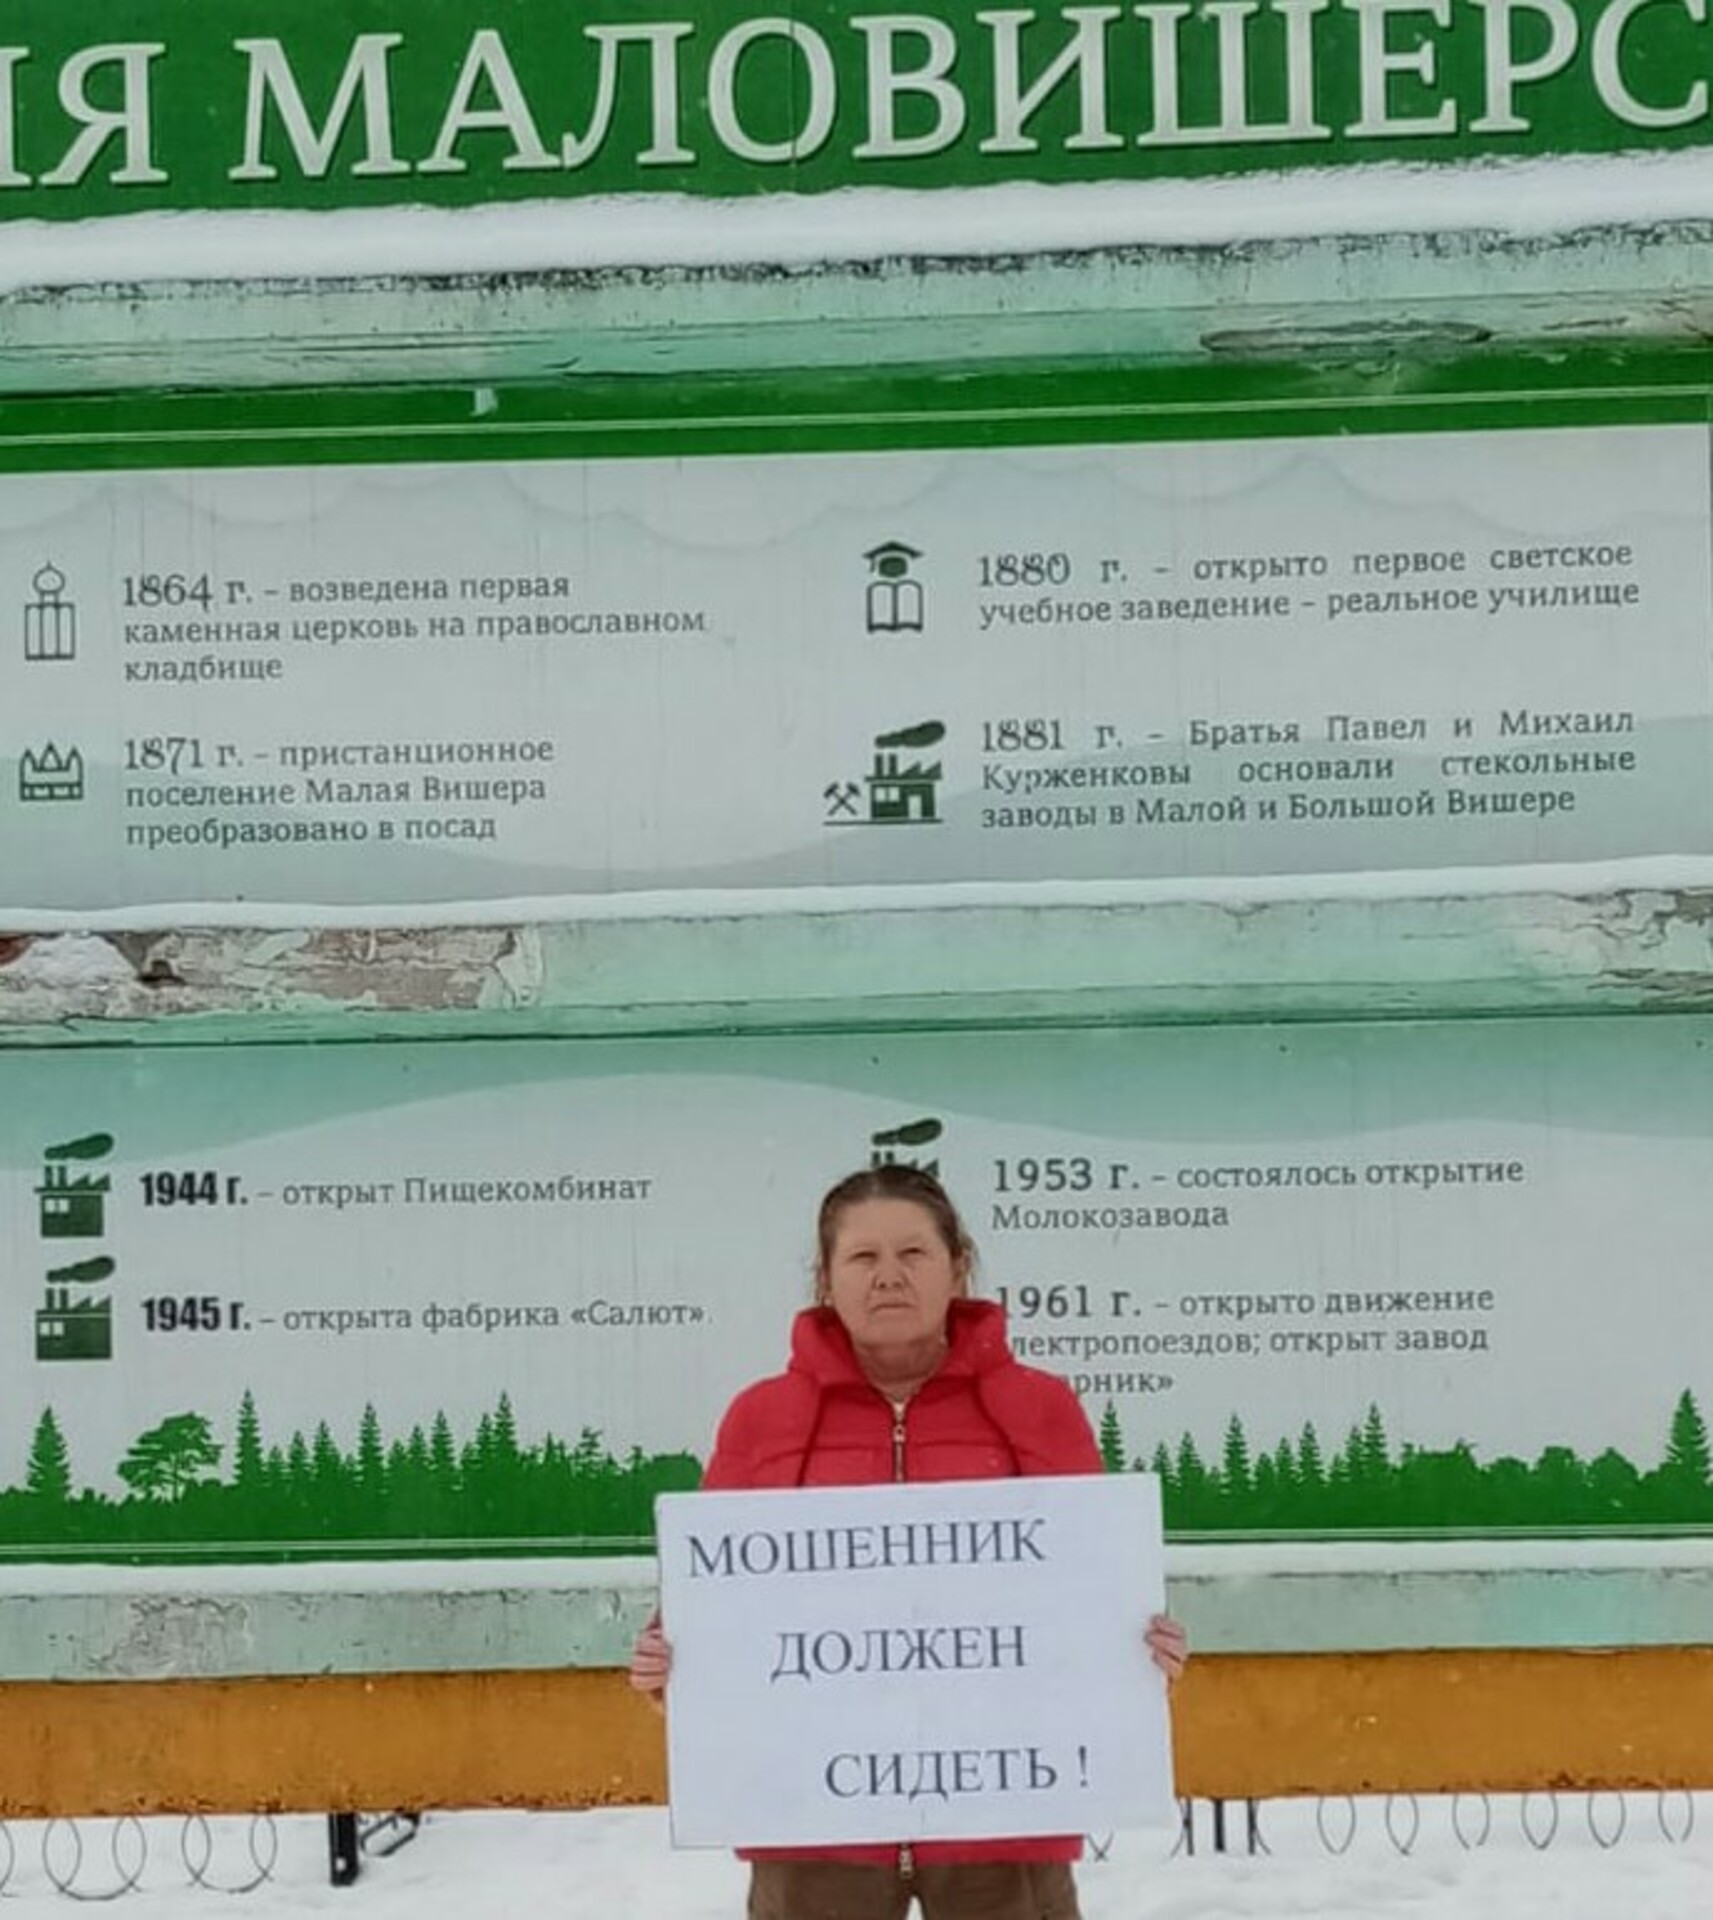 ИЯ МАЛОВИШЕРС
1864 г. – возведена первая
каменная церковь на православном
кладбище
1871 г. – пристанционное
поселение Малая Вишера
преобразовано в посад
1880 г. – открыто первое светское
учебное заведение – реальное училище
1881 г. – Братья Павел и Михаил
Курженковы основали стекольные
заводы в Малой и Большой Вишере
1944 г. – открыт Пищекомбинат
1945 г. – открыта фабрика «Салют».
1953 г. – состоялось открытие
Молокозавода
1961 г. – открыто движение
лектропоездов; открыт завод
арник»
МОШЕННИК
ДОЛЖЕН
СИДЕТЬ !